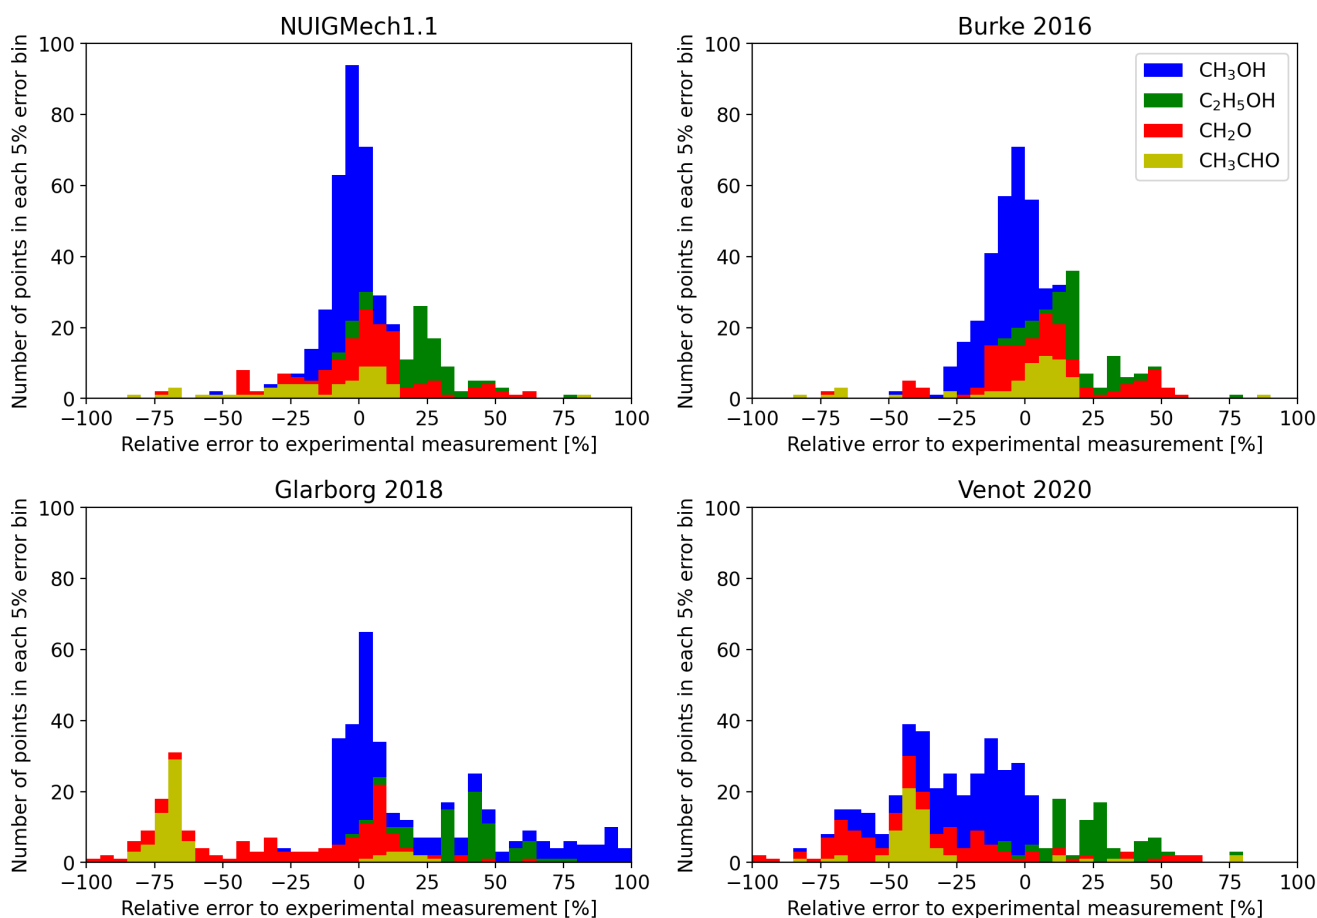 NUIGMech1.1
Number of points in each 5% error bin
100
80
60
40
20
0
−100 −75 −50 −25 0 25 50 75 100
Relative error to experimental measurement [%]
Burke 2016
Number of points in each 5% error bin
100
80
60
40
20
0
CH₃OH
C₂H₅OH
CH₂O
CH₃CHO
−100 −75 −50 −25 0 25 50 75 100
Relative error to experimental measurement [%]
Glarborg 2018
Number of points in each 5% error bin
100
80
60
40
20
0
−100 −75 −50 −25 0 25 50 75 100
Relative error to experimental measurement [%]
Venot 2020
Number of points in each 5% error bin
100
80
60
40
20
0
−100 −75 −50 −25 0 25 50 75 100
Relative error to experimental measurement [%]